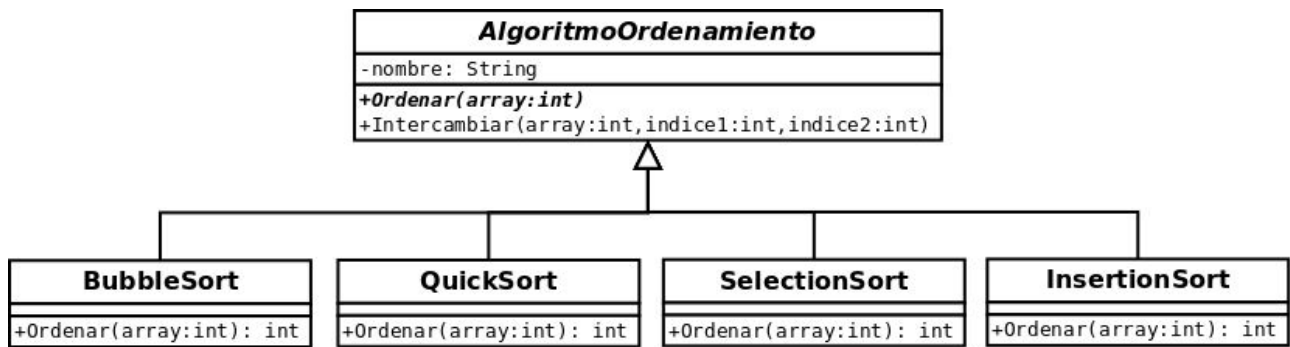 AlgoritmoOrdenamiento
-nombre: String
+Ordenar(array:int)
+Intercambiar(array:int,indice1:int,indice2:int)
BubbleSort
+Ordenar(array:int): int
QuickSort
+Ordenar(array:int): int
SelectionSort
+Ordenar(array:int): int
InsertionSort
+Ordenar(array:int): int